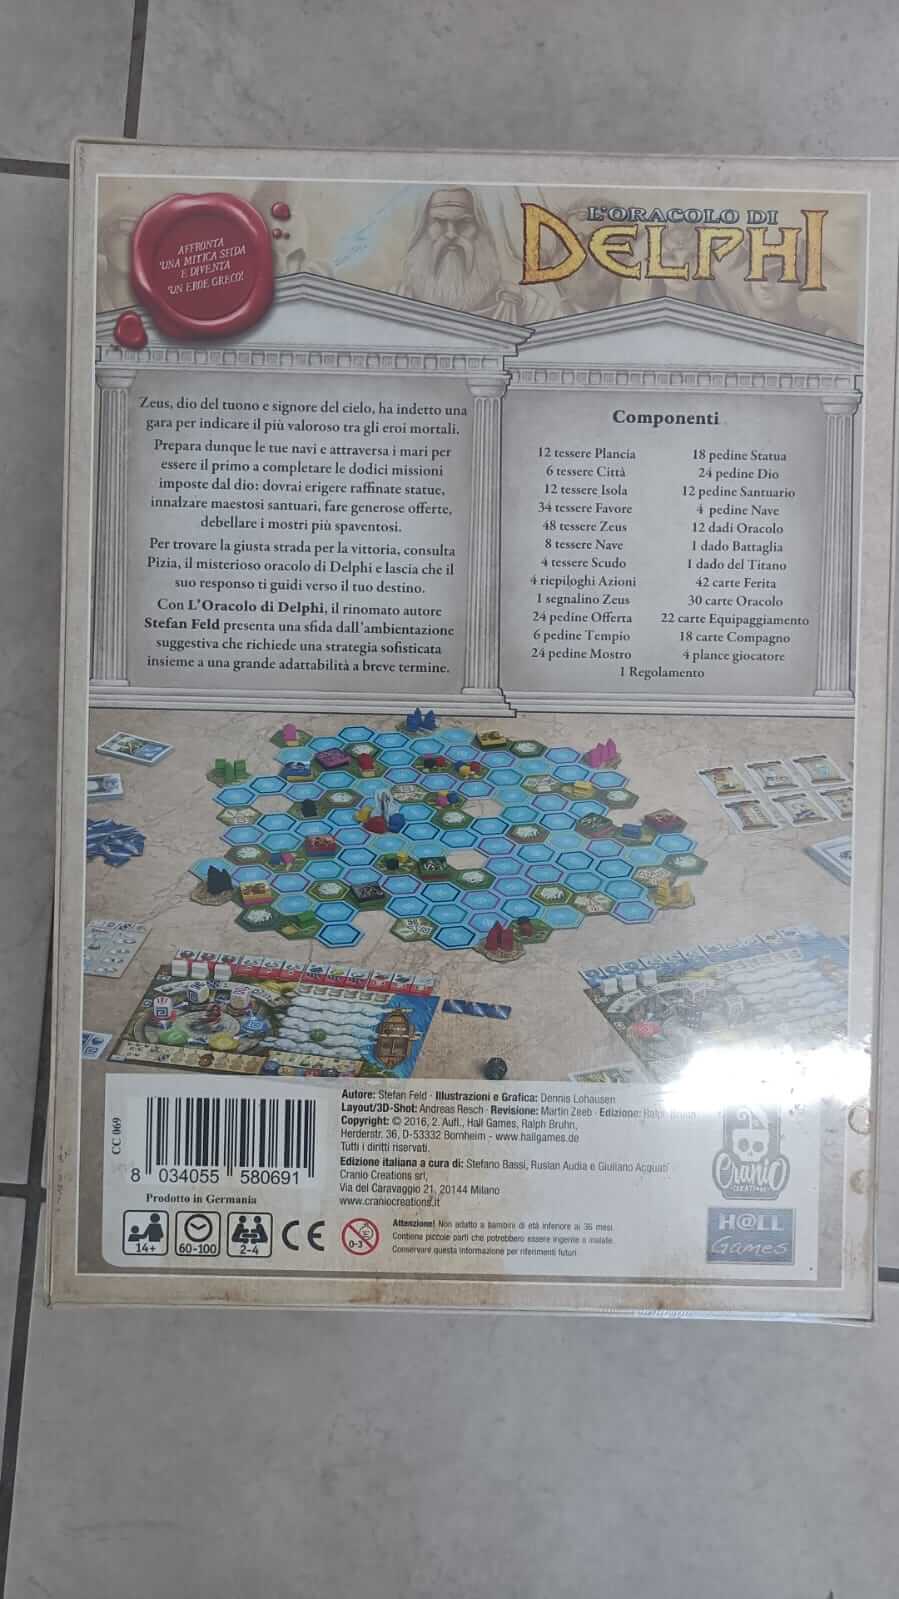 AFFRONTA
UNA MITICA SFIDA
E DIVENTA
UN EROE GRECO!
L'ORACOLO DI
DELPHI
Zeus, dio del tuono e signore del cielo, ha indetto una
gara per indicare il più valoroso tra gli eroi mortali.
Prepara dunque le tue navi e attraversa i mari per
essere il primo a completare le dodici missioni
imposte dal dio: dovrai erigere raffinate statue,
innalzare maestosi santuari, fare generose offerte,
debellare i mostri più spaventosi.
Per trovare la giusta strada per la vittoria, consulta
Pizia, il misterioso oracolo di Delphi e lascia che il
suo responso ti guidi verso il tuo destino.
Con L'Oracolo di Delphi, il rinomato autore
Stefan Feld presenta una sfida dall'ambientazione
suggestiva che richiede una strategia sofisticata
insieme a una grande adattabilità a breve termine.
Componenti
12 tessere Plancia
6 tessere Città
12 tessere Isola
34 tessere Favore
48 tessere Zeus
8 tessere Nave
4 tessere Scudo
4 riepiloghi Azioni
1 segnalino Zeus
24 pedine Offerta
6 pedine Tempio
24 pedine Mostro
18 pedine Statua
24 pedine Dio
12 pedine Santuario
4 pedine Nave
12 dadi Oracolo
1 dado Battaglia
1 dado del Titano
42 carte Ferita
30 carte Oracolo
22 carte Equipaggiamento
18 carte Compagno
4 plance giocatore
1 Regolamento
CC 069
8 034055 580691
Prodotto in Germania
14+
60-100
2-4
CE
0-3
Autore: Stefan Feld · Illustrazioni e Grafica: Dennis Lohausen
Layout/3D-Shot: Andreas Resch · Revisione: Martin Zeeb · Edizione: Ralph Bruhn
Copyright: © 2016, 2. Aufl., Hall Games, Ralph Bruhn,
Herderstr. 36, D-53332 Bornheim - www.hallgames.de
Tutti i diritti riservati.
Edizione italiana a cura di: Stefano Bassi, Ruslan Audia e Giuliano Acquati
Cranio Creations srl,
Via del Caravaggio 21, 20144 Milano
www.craniocreations.it
Attenzione! Non adatto a bambini di età inferiore ai 36 mesi.
Contiene piccole parti che potrebbero essere ingerite o inalate.
Conservare questa informazione per riferimenti futuri.
Cranio
CREATIONS
H@LL
Games